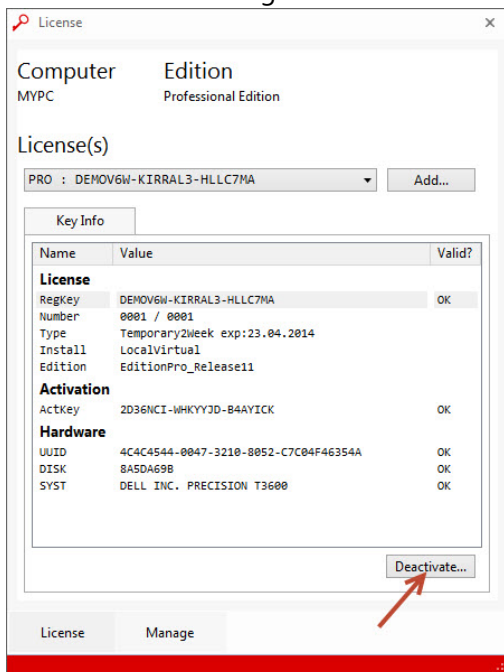 License
Computer Edition
MYPC Professional Edition
License(s)
PRO : DEMOV6W-KIRRAL3-HLLC7MA Add...
Key Info
Name Value Valid?
License
RegKey DEMOV6W-KIRRAL3-HLLC7MA OK
Number 0001 / 0001
Type Temporary2Week exp:23.04.2014
Install LocalVirtual
Edition EditionPro_Release11
Activation
ActKey 2D36NCI-WHKYYJD-B4AYICK OK
Hardware
UUID 4C4C4544-0047-3210-8052-C7C04F46354A OK
DISK 8A5DA69B OK
SYST DELL INC. PRECISION T3600 OK
Deactivate...
License Manage